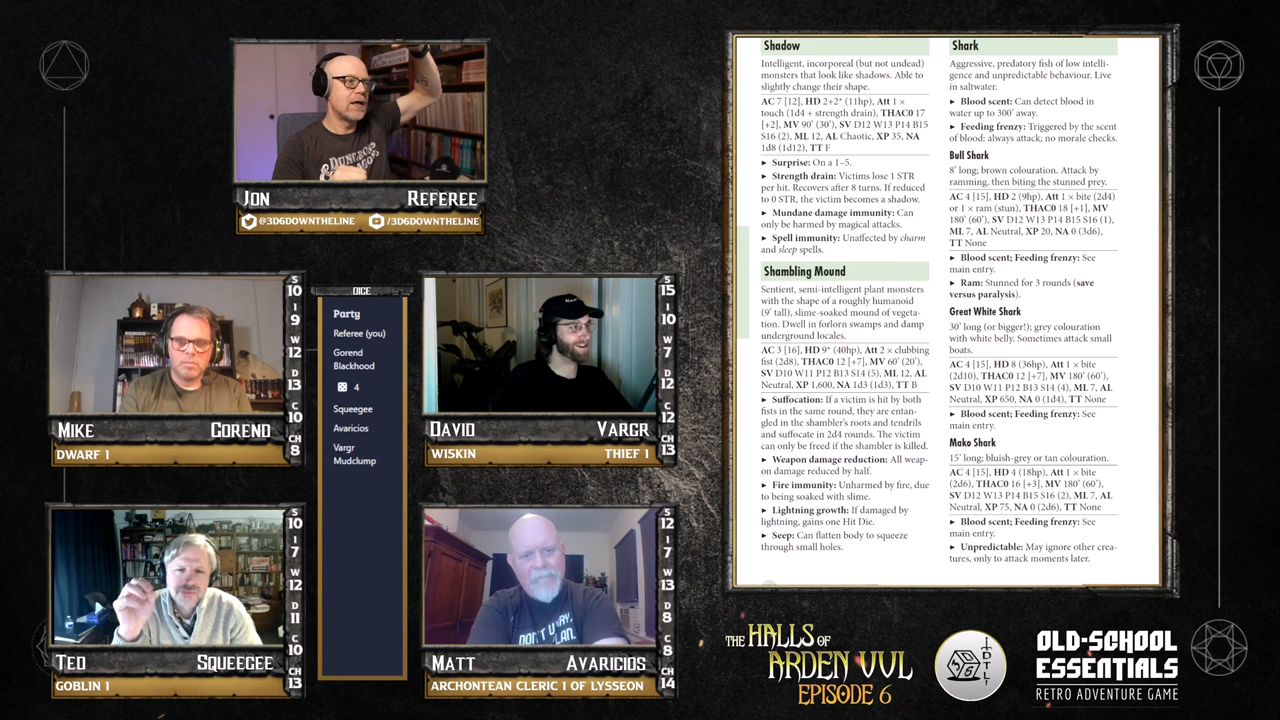 JON REFEREE
@3D6DOWNTHELINE /3D6DOWNTHELINE
MIKE GOREND
DWARF 1
S
10
I
9
W
12
D
13
C
10
CH
8
DICE
Party
Referee (you)
Gorend
Blackhood
4
Squeegee
Avaricios
Vargr
Mudclump
DAVID VARGR
WISKIN THIEF 1
S
15
I
10
W
7
D
12
C
12
CH
13
TED SQUEEGEE
GOBLIN 1
S
10
I
7
W
12
D
11
C
10
CH
13
MATT AVARICIOS
ARCHONTEAN CLERIC 1 OF LYSSEON
S
12
I
7
W
13
D
8
C
8
CH
14
Shadow
Intelligent, incorporeal (but not undead)
monsters that look like shadows. Able to
slightly change their shape.
AC 7 [12], HD 2+2* (11hp), Att 1 ×
touch (1d4 + strength drain), THAC0 17
[+2], MV 90’ (30’), SV D12 W13 P14 B15
S16 (2), ML 12, AL Chaotic, XP 35, NA
1d8 (1d12), TT F
► Surprise: On a 1–5.
► Strength drain: Victims lose 1 STR
per hit. Recovers after 8 turns. If reduced
to 0 STR, the victim becomes a shadow.
► Mundane damage immunity: Can
only be harmed by magical attacks.
► Spell immunity: Unaffected by charm
and sleep spells.
Shambling Mound
Sentient, semi-intelligent plant monsters
with the shape of a roughly humanoid
(9’ tall), slime-soaked mound of vegeta-
tion. Dwell in forlorn swamps and damp
underground locales.
AC 3 [16], HD 9* (40hp), Att 2 × clubbing
fist (2d8), THAC0 12 [+7], MV 60’ (20’),
SV D10 W11 P12 B13 S14 (5), ML 12, AL
Neutral, XP 1,600, NA 1d3 (1d3), TT B
► Suffocation: If a victim is hit by both
fists in the same round, they are entan-
gled in the shambler’s roots and tendrils
and suffocate in 2d4 rounds. The victim
can only be freed if the shambler is killed.
► Weapon damage reduction: All weap-
on damage reduced by half.
► Fire immunity: Unharmed by fire, due
to being soaked with slime.
► Lightning growth: If damaged by
lightning, gains one Hit Die.
► Seep: Can flatten body to squeeze
through small holes.
Shark
Aggressive, predatory fish of low intelli-
gence and unpredictable behaviour. Live
in saltwater.
► Blood scent: Can detect blood in
water up to 300’ away.
► Feeding frenzy: Triggered by the scent
of blood: always attack; no morale checks.
Bull Shark
8’ long; brown colouration. Attack by
ramming, then biting the stunned prey.
AC 4 [15], HD 2 (9hp), Att 1 × bite (2d4)
or 1 × ram (stun), THAC0 18 [+1], MV
180’ (60’), SV D12 W13 P14 B15 S16 (1),
ML 7, AL Neutral, XP 20, NA 0 (3d6),
TT None
► Blood scent; Feeding frenzy: See
main entry.
► Ram: Stunned for 3 rounds (save
versus paralysis).
Great White Shark
30’ long (or bigger!); grey colouration
with white belly. Sometimes attack small
boats.
AC 4 [15], HD 8 (36hp), Att 1 × bite
(2d10), THAC0 12 [+7], MV 180’ (60’),
SV D10 W11 P12 B13 S14 (4), ML 7, AL
Neutral, XP 650, NA 0 (1d4), TT None
► Blood scent; Feeding frenzy: See
main entry.
Mako Shark
15’ long; bluish-grey or tan colouration.
AC 4 [15], HD 4 (18hp), Att 1 × bite
(2d6), THAC0 16 [+3], MV 180’ (60’),
SV D12 W13 P14 B15 S16 (2), ML 7, AL
Neutral, XP 75, NA 0 (2d6), TT None
► Blood scent; Feeding frenzy: See
main entry.
► Unpredictable: May ignore other crea-
tures, only to attack moments later.
THE HALLS OF
ARDEN VUL
EPISODE 6
OLD-SCHOOL
ESSENTIALS
RETRO ADVENTURE GAME